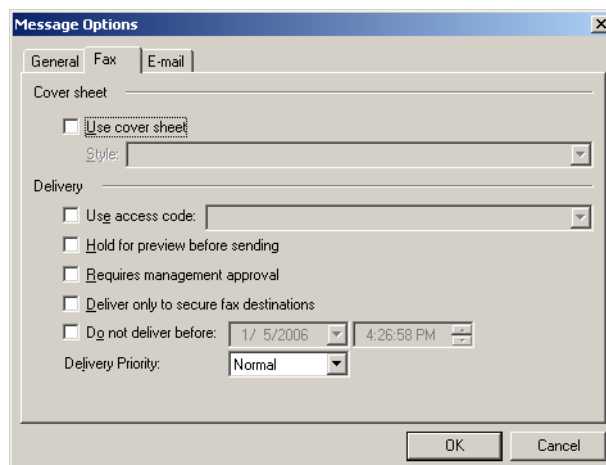 Message Options
General Fax E-mail
Cover sheet
Use cover sheet
Style:
Delivery
Use access code:
Hold for preview before sending
Requires management approval
Deliver only to secure fax destinations
Do not deliver before: 1/ 5/2006 4:26:58 PM
Delivery Priority: Normal
OK Cancel